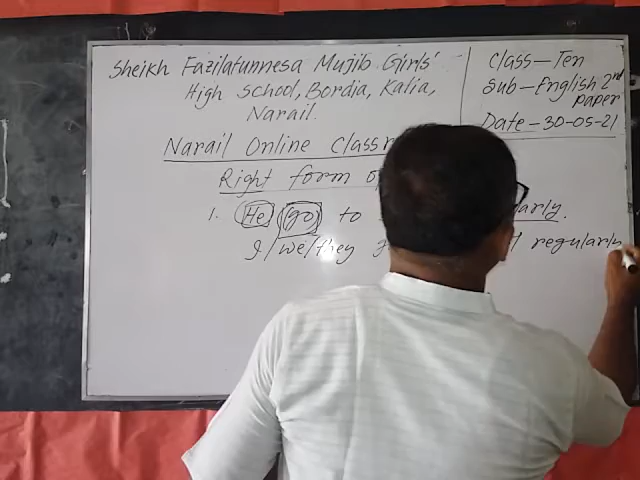 Sheikh Fazilatunnesa Mujib Girls'
High School, Bordia, Kalia,
Narail.
Class-Ten
Sub-English 2nd
paper
Date-30-05-21
Narail Online Class
Right form
1. He (go) to
I/we/they regularly